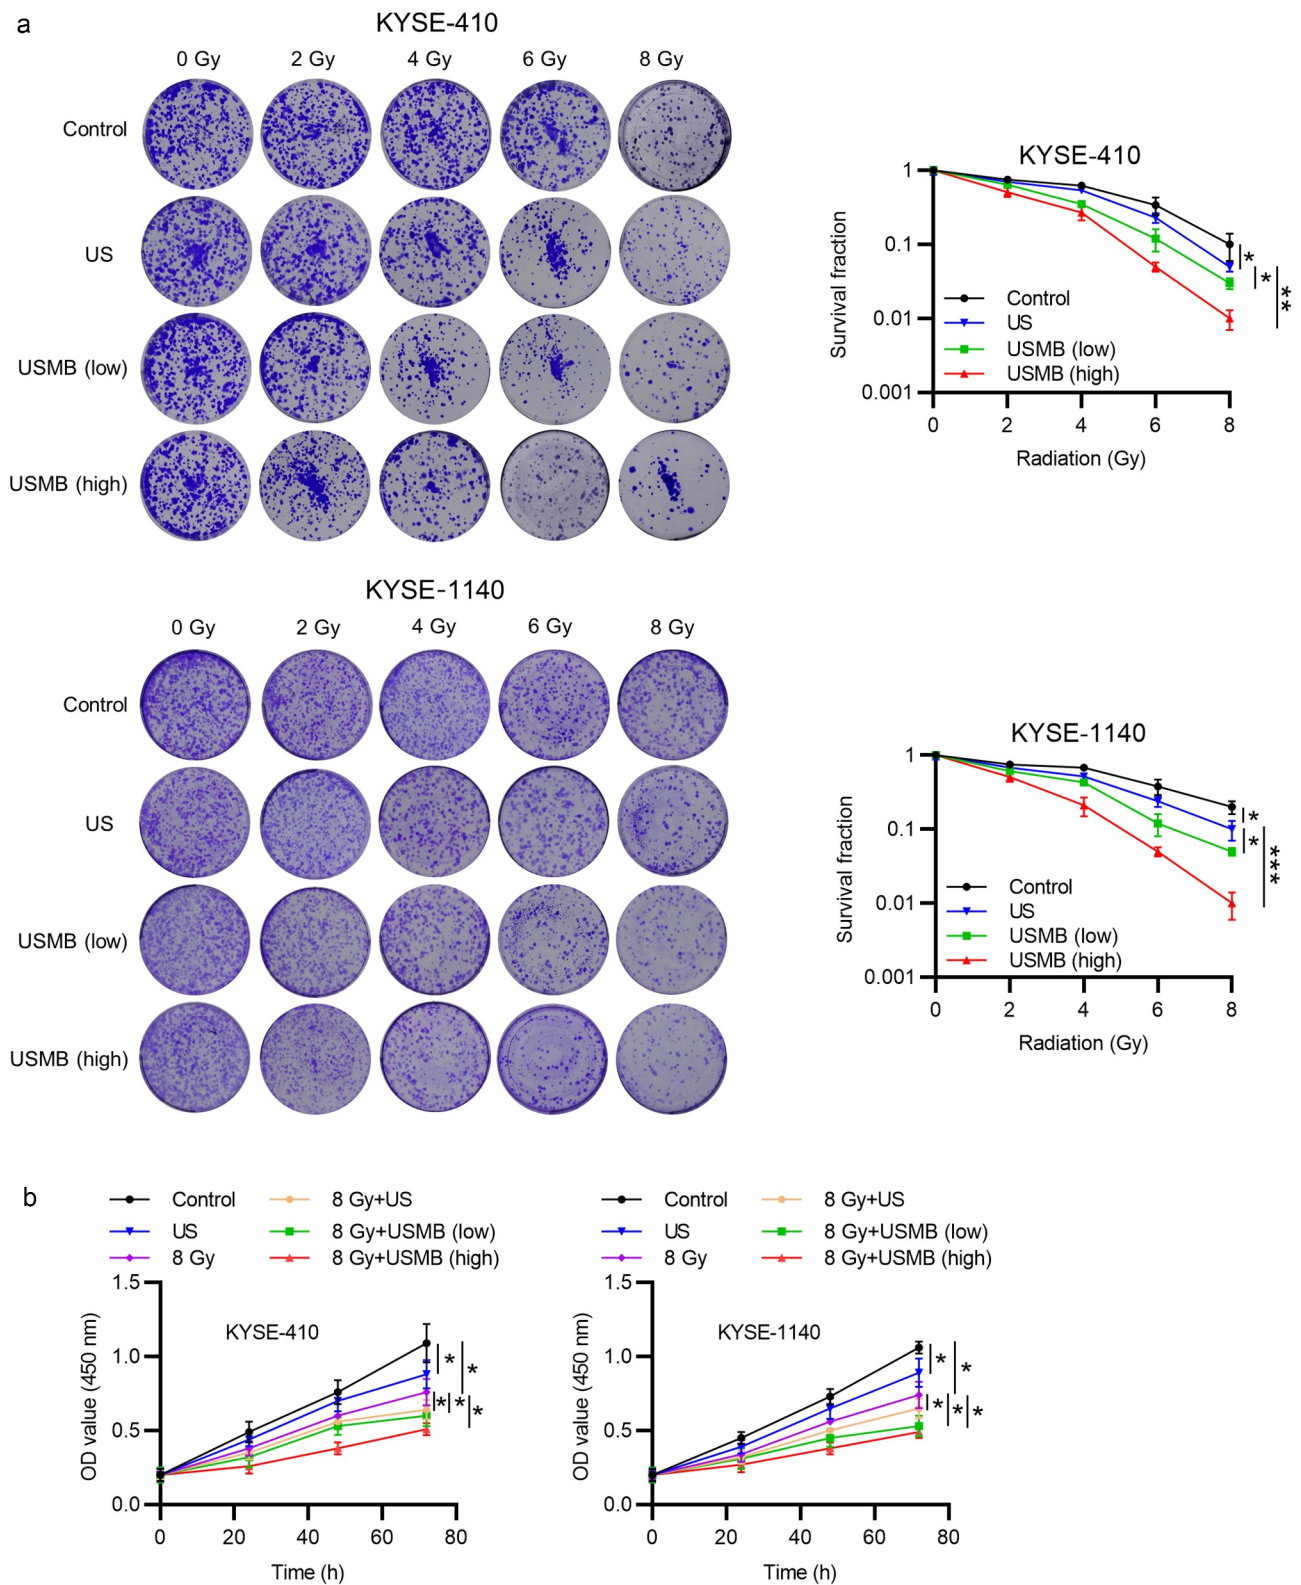 a
KYSE-410
0 Gy 2 Gy 4 Gy 6 Gy 8 Gy
Control
US
USMB (low)
USMB (high)
KYSE-410
Survival fraction
1
0.1
0.01
0.001
Control
US
USMB (low)
USMB (high)
*
*
**
0 2 4 6 8
Radiation (Gy)
KYSE-1140
0 Gy 2 Gy 4 Gy 6 Gy 8 Gy
Control
US
USMB (low)
USMB (high)
KYSE-1140
Survival fraction
1
0.1
0.01
0.001
Control
US
USMB (low)
USMB (high)
*
*
***
0 2 4 6 8
Radiation (Gy)
b
Control 8 Gy+US
US 8 Gy+USMB (low)
8 Gy 8 Gy+USMB (high)
OD value (450 nm)
1.5
1.0
0.5
0.0
KYSE-410
* *
* * *
0 20 40 60 80
Time (h)
Control 8 Gy+US
US 8 Gy+USMB (low)
8 Gy 8 Gy+USMB (high)
OD value (450 nm)
1.5
1.0
0.5
0.0
KYSE-1140
* *
* * *
0 20 40 60 80
Time (h)